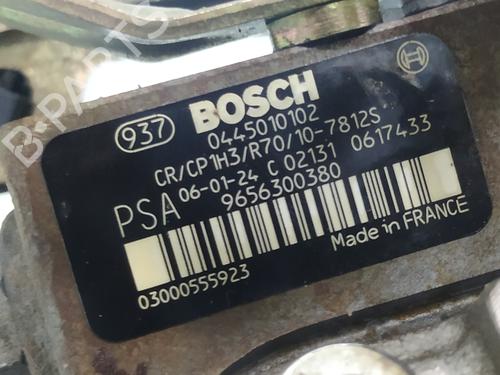 B-PARTS
BOSCH
937
0445010102
CR/CP1H3/R70/10-7812S
06-01-24 C 02131 0617433
PSA 9656300380
Made in FRANCE
03000555923